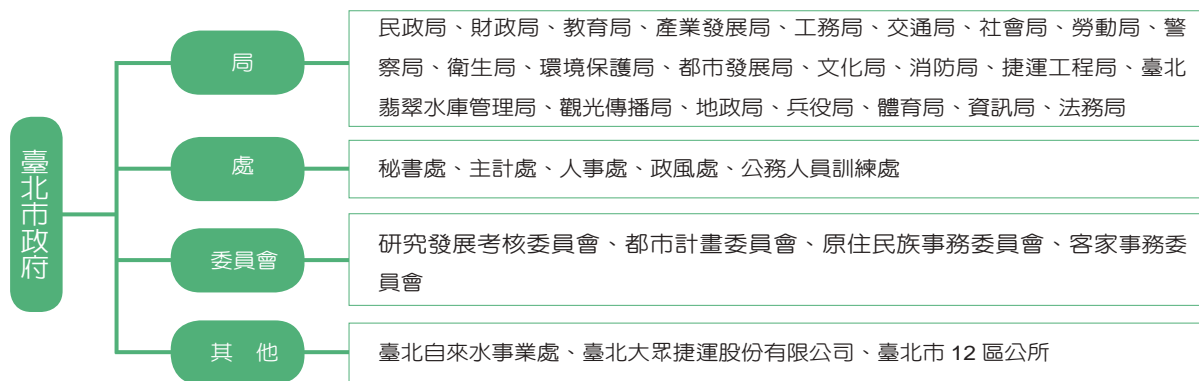 臺北市政府
局
民政局、財政局、教育局、產業發展局、工務局、交通局、社會局、勞動局、警
察局、衛生局、環境保護局、都市發展局、文化局、消防局、捷運工程局、臺北
翡翠水庫管理局、觀光傳播局、地政局、兵役局、體育局、資訊局、法務局
處
秘書處、主計處、人事處、政風處、公務人員訓練處
委員會
研究發展考核委員會、都市計畫委員會、原住民族事務委員會、客家事務委
員會
其 他
臺北自來水事業處、臺北大眾捷運股份有限公司、臺北市 12 區公所